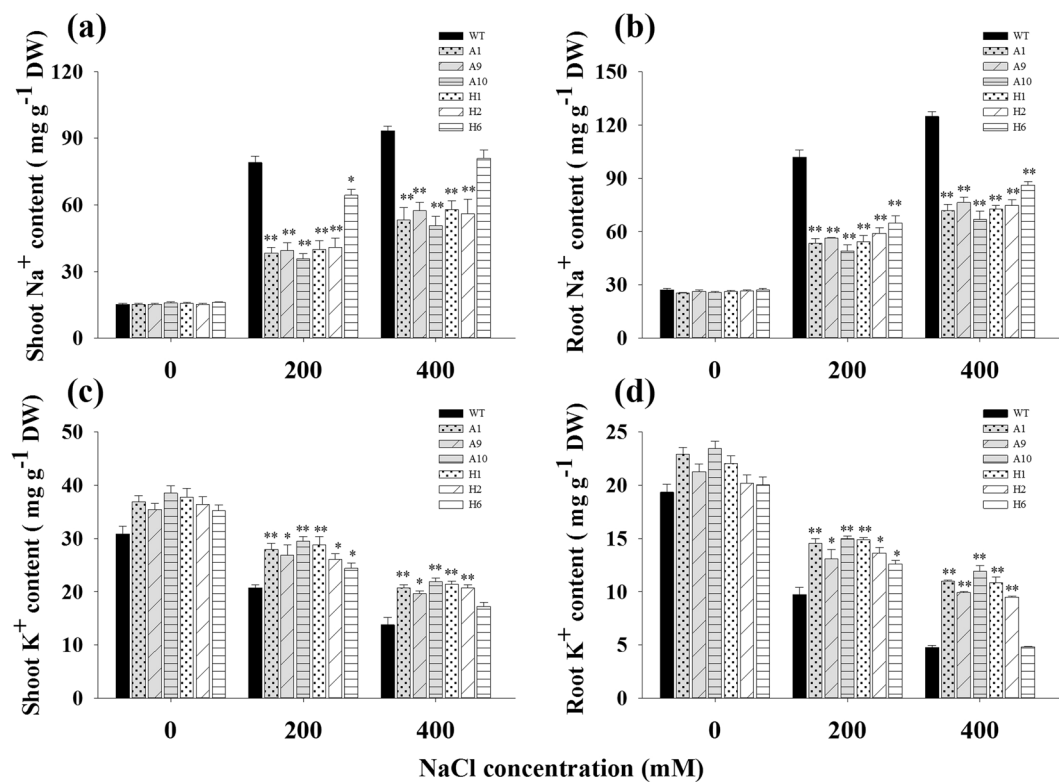 (a)
Shoot Na+ content ( mg g-1 DW)
120
90
60
30
0
WT
A1
A9
A10
H1
H2
H6
** ** ** ** ** *
** ** ** ** **
0 200 400
(b)
Root Na+ content ( mg g-1 DW)
150
120
90
60
30
0
WT
A1
A9
A10
H1
H2
H6
** ** ** ** ** **
** ** ** ** ** **
0 200 400
(c)
Shoot K+ content ( mg g-1 DW)
50
40
30
20
10
0
WT
A1
A9
A10
H1
H2
H6
** * ** ** * *
** * ** ** **
0 200 400
(d)
Root K+ content ( mg g-1 DW)
25
20
15
10
5
0
WT
A1
A9
A10
H1
H2
H6
** * ** ** * *
** ** ** ** **
0 200 400
NaCl concentration (mM)